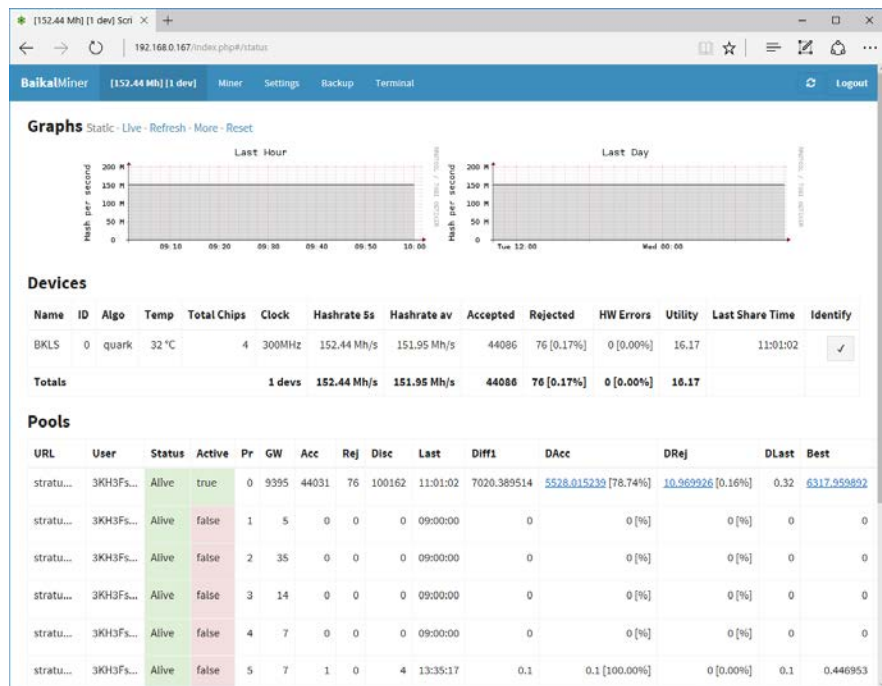 [152.44 Mh] [1 dev] Scri
192.168.0.167/index.php#/status
BaikalMiner [152.44 Mh] [1 dev] Miner Settings Backup Terminal Logout
Graphs Static - Live - Refresh - More - Reset
Last Hour
Hash per second
200 M
150 M
100 M
50 M
0
09:10 09:20 09:30 09:40 09:50 10:00
Last Day
Hash per second
200 M
150 M
100 M
50 M
0
Tue 12:00 Wed 00:00
Devices
Name ID Algo Temp Total Chips Clock Hashrate 5s Hashrate av Accepted Rejected HW Errors Utility Last Share Time Identify
BKLS 0 quark 32 °C 4 300MHz 152.44 Mh/s 151.95 Mh/s 44086 76 [0.17%] 0 [0.00%] 16.17 11:01:02
Totals 1 devs 152.44 Mh/s 151.95 Mh/s 44086 76 [0.17%] 0 [0.00%] 16.17
Pools
URL User Status Active Pr GW Acc Rej Disc Last Diff1 DAcc DRej DLast Best
stratu... 3KH3Fs... Alive true 0 9395 44031 76 100162 11:01:02 7020.389514 5528.015239 [78.74%] 10.969926 [0.16%] 0.32 6317.959892
stratu... 3KH3Fs... Alive false 1 5 0 0 0 09:00:00 0 0 [%] 0 [%] 0 0
stratu... 3KH3Fs... Alive false 2 35 0 0 0 09:00:00 0 0 [%] 0 [%] 0 0
stratu... 3KH3Fs... Alive false 3 14 0 0 0 09:00:00 0 0 [%] 0 [%] 0 0
stratu... 3KH3Fs... Alive false 4 7 0 0 0 09:00:00 0 0 [%] 0 [%] 0 0
stratu... 3KH3Fs... Alive false 5 7 1 0 4 13:35:17 0.1 0.1 [100.00%] 0 [0.00%] 0.1 0.446953